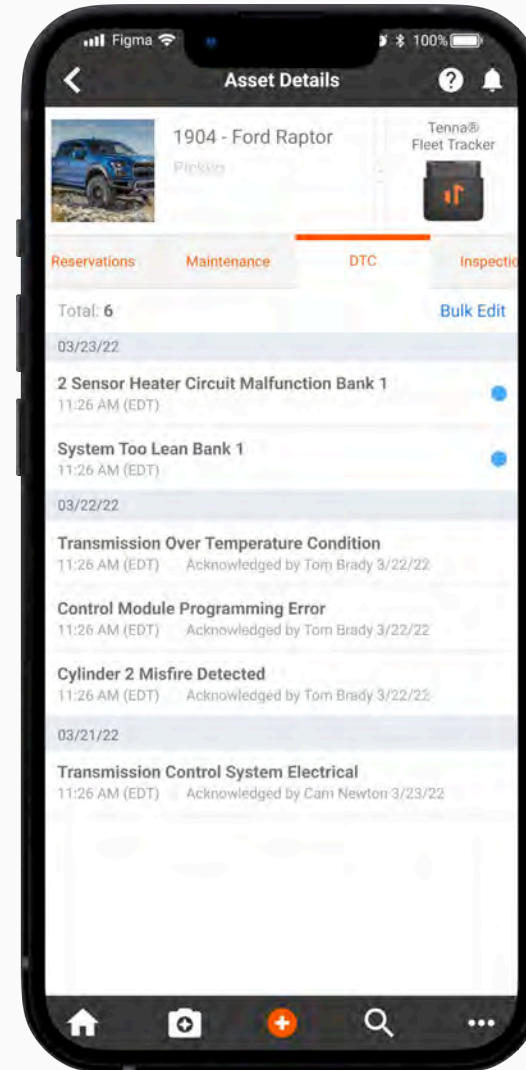 Figma 100%
Asset Details
1904 - Ford Raptor
Pickup
Tenna®
Fleet Tracker
Reservations Maintenance DTC Inspectio
Total: 6 Bulk Edit
03/23/22
2 Sensor Heater Circuit Malfunction Bank 1
11:26 AM (EDT)
System Too Lean Bank 1
11:26 AM (EDT)
03/22/22
Transmission Over Temperature Condition
11:26 AM (EDT) Acknowledged by Tom Brady 3/22/22
Control Module Programming Error
11:26 AM (EDT) Acknowledged by Tom Brady 3/22/22
Cylinder 2 Misfire Detected
11:26 AM (EDT) Acknowledged by Tom Brady 3/22/22
03/21/22
Transmission Control System Electrical
11:26 AM (EDT) Acknowledged by Cam Newton 3/23/22